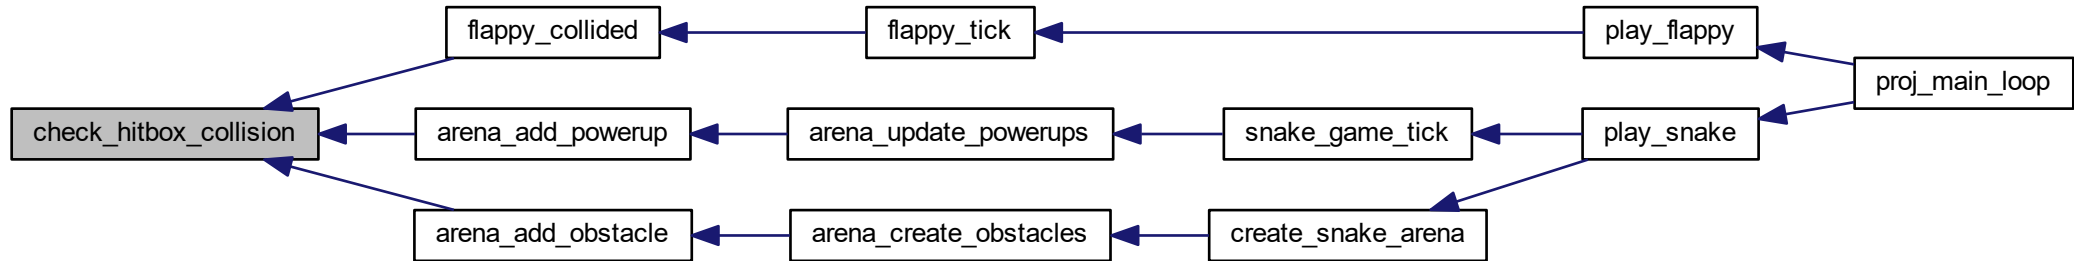 flappy_collided
flappy_tick
play_flappy
proj_main_loop
check_hitbox_collision
arena_add_powerup
arena_update_powerups
snake_game_tick
play_snake
arena_add_obstacle
arena_create_obstacles
create_snake_arena